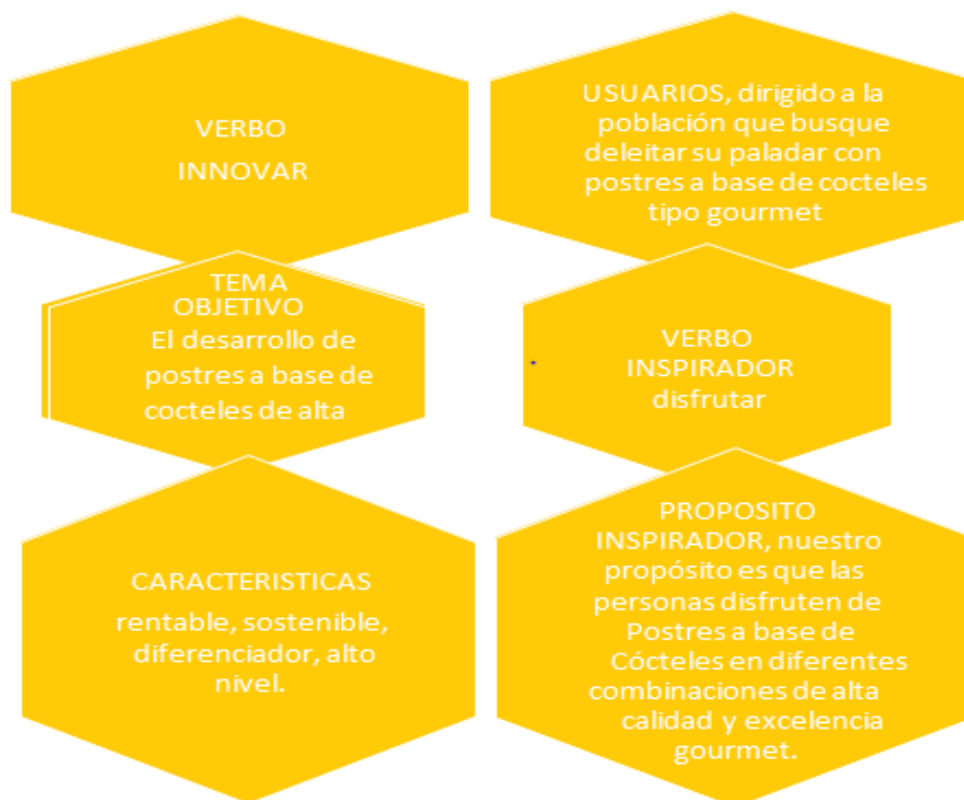 VERBO
INNOVAR
USUARIOS, dirigido a la
población que busque
deleitar su paladar con
postres a base de cocteles
tipo gourmet
TEMA
OBJETIVO
El desarrollo de
postres a base de
cocteles de alta
VERBO
INSPIRADOR
disfrutar
CARACTERISTICAS
rentable, sostenible,
diferenciador, alto
nivel.
PROPOSITO
INSPIRADOR, nuestro
propósito es que las
personas disfruten de
Postres a base de
Cócteles en diferentes
combinaciones de alta
calidad y excelencia
gourmet.